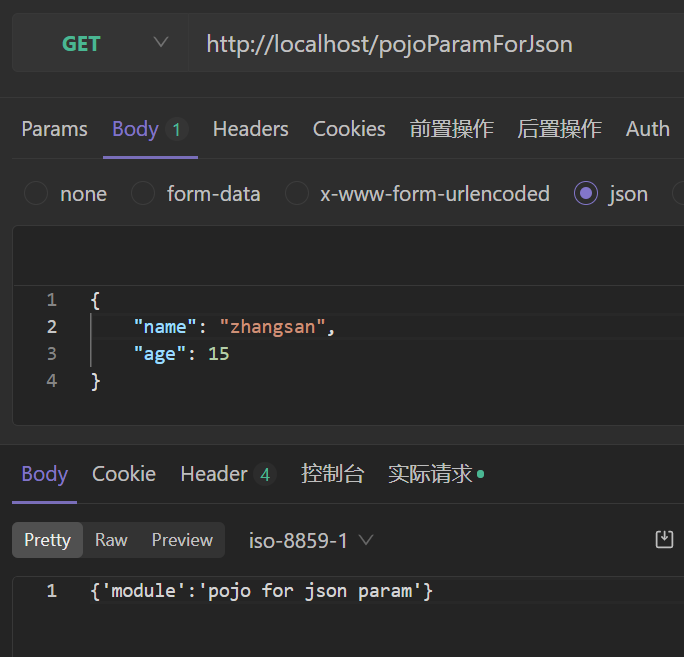 GET http://localhost/pojoParamForJson
Params Body 1 Headers Cookies 前置操作 后置操作 Auth
none form-data x-www-form-urlencoded json
1 {
2 "name": "zhangsan",
3 "age": 15
4 }
Body Cookie Header 4 控制台 实际请求
Pretty Raw Preview iso-8859-1
1 {'module':'pojo for json param'}